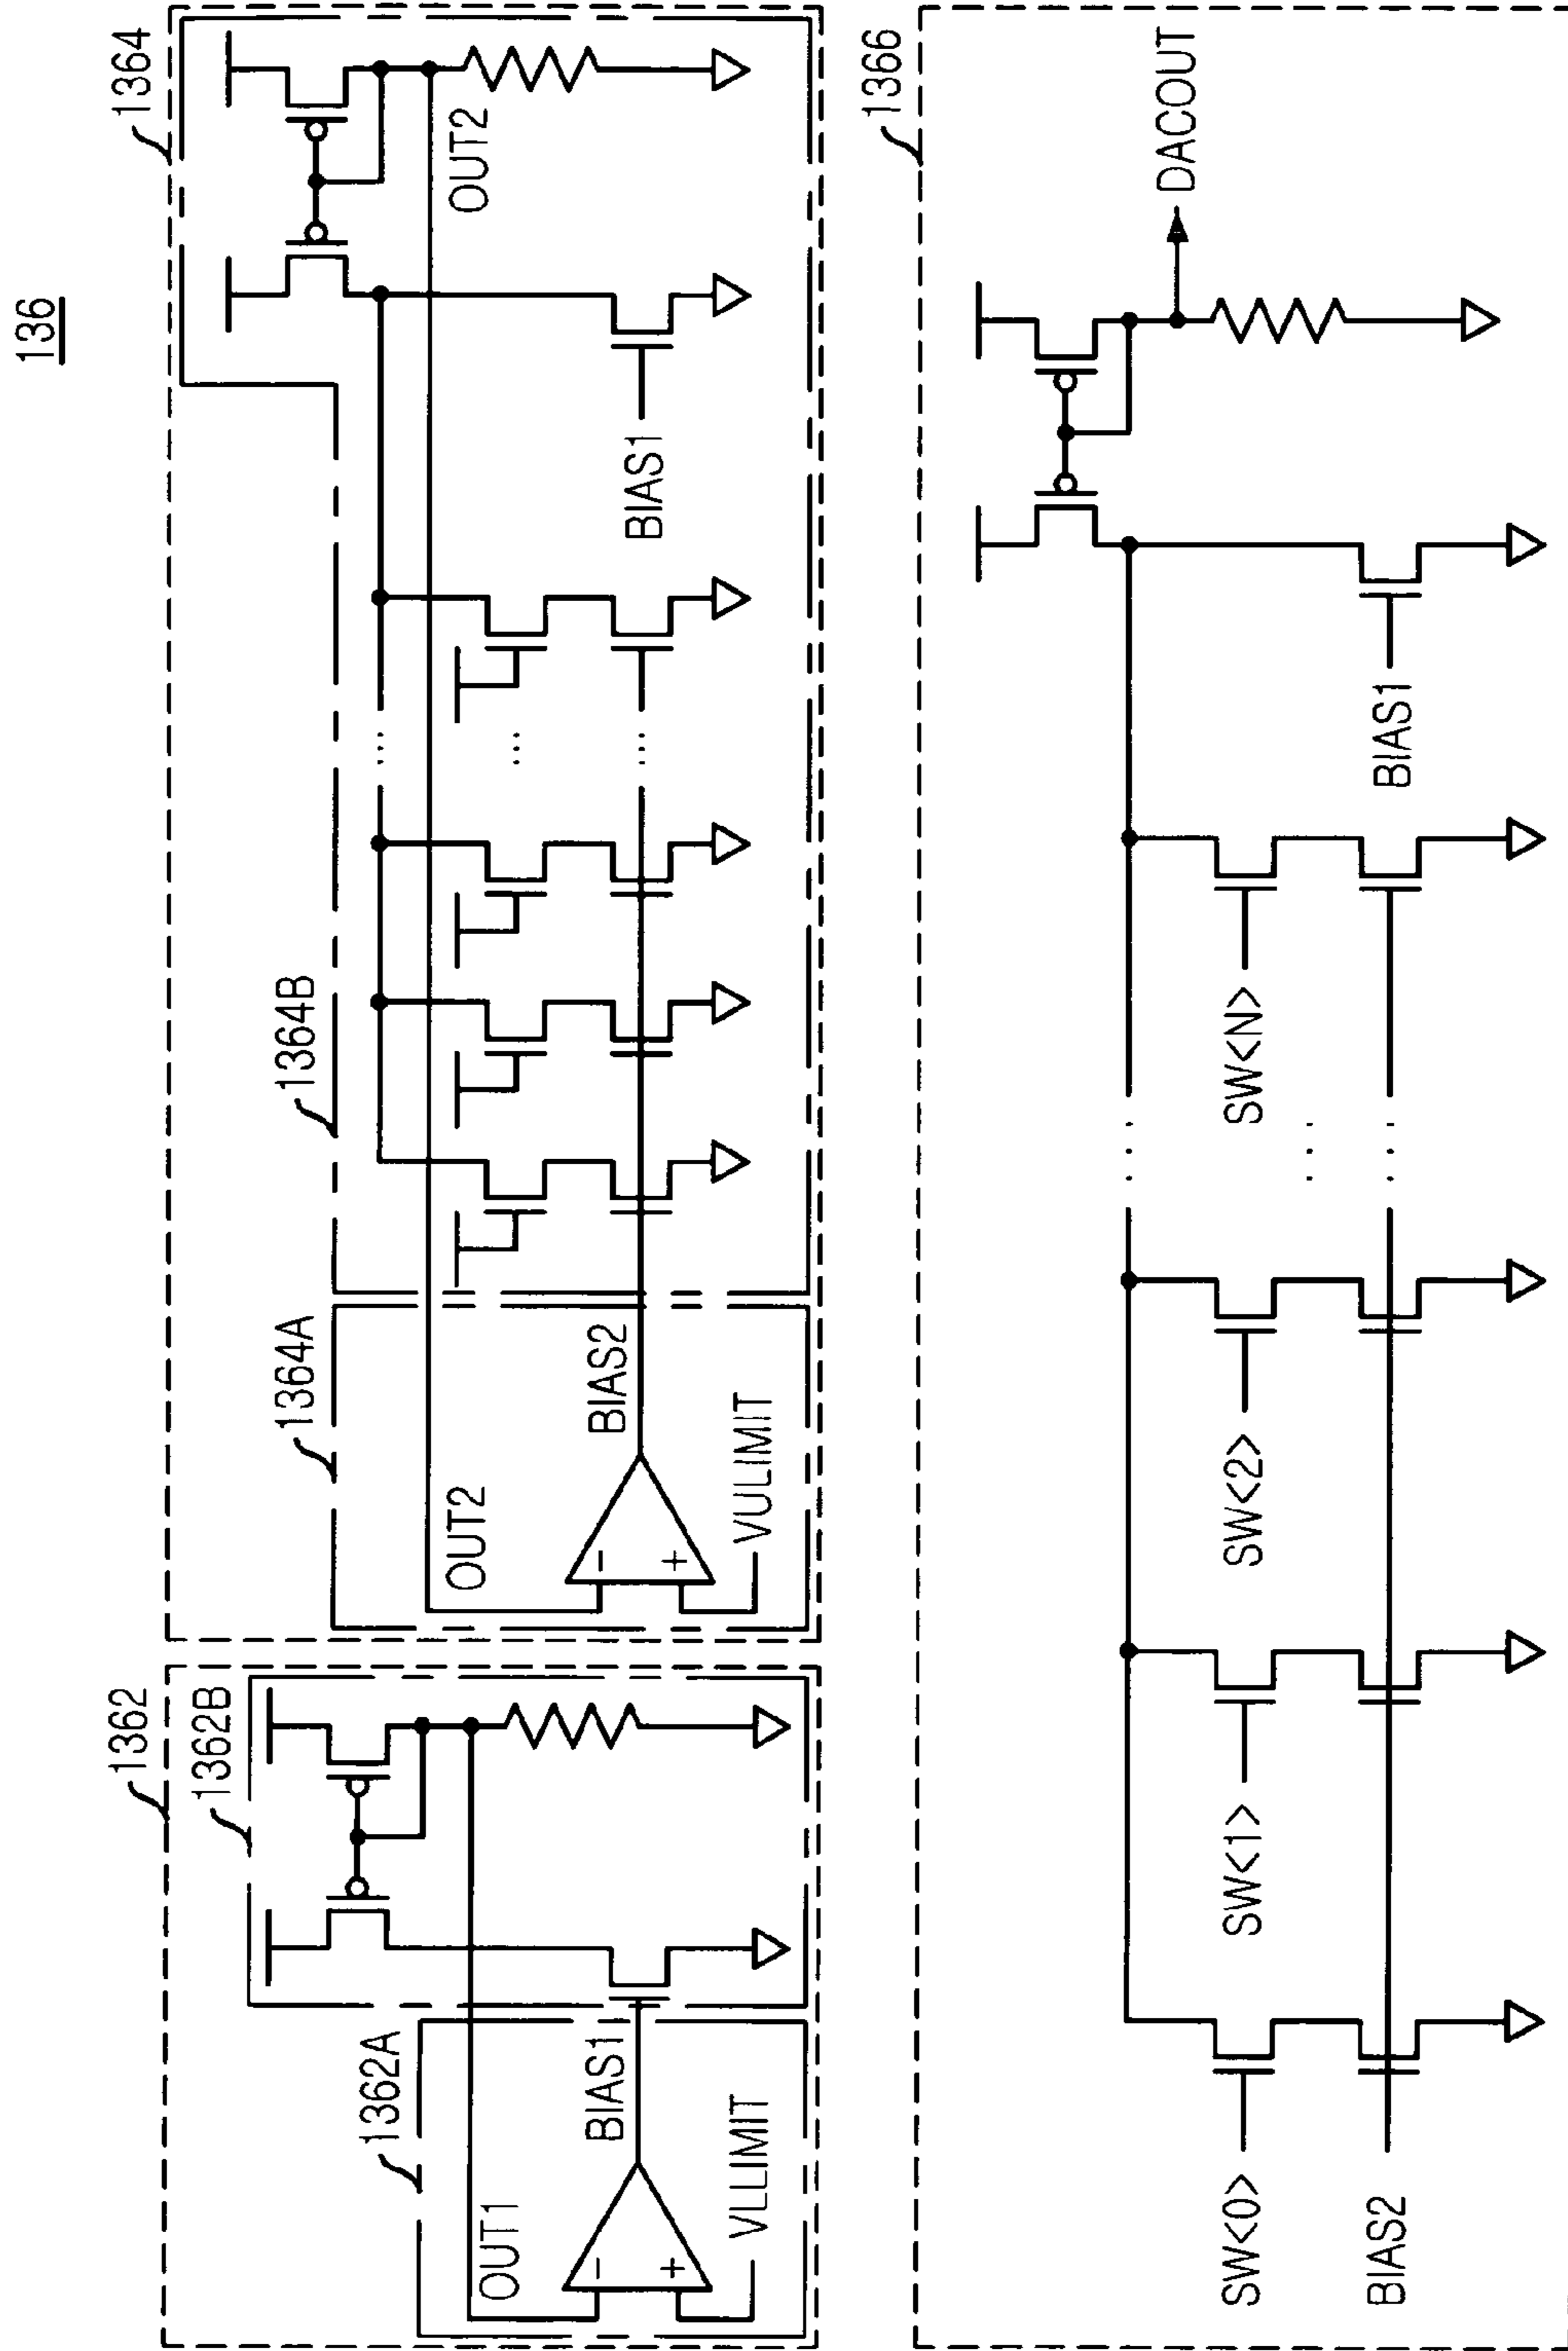 136
1362
1362A
1362B
OUT1
BIAS1
VLLIMIT
-
+
1364
1364A
1364B
OUT2
BIAS2
VULIMIT
-
+
...
...
...
BIAS1
OUT2
1366
SW<0>
SW<1>
SW<2>
...
...
...
SW<N>
BIAS2
BIAS1
DACOUT